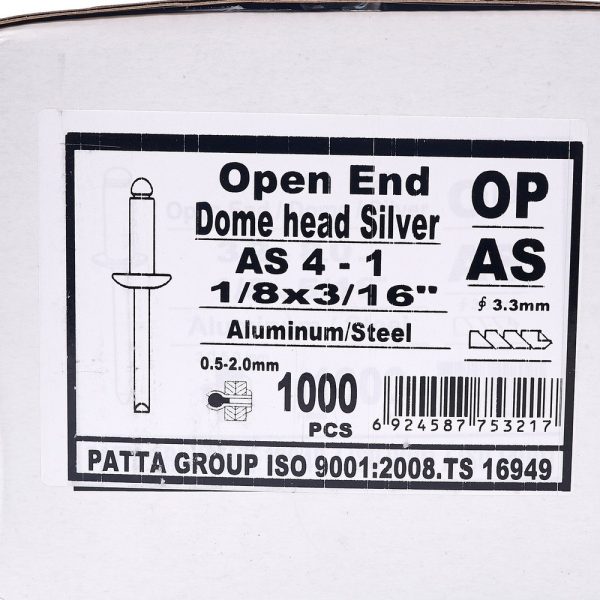 Open End
Dome head Silver
AS 4 - 1
1/8x3/16"
Aluminum/Steel
0.5-2.0mm
1000
PCS
OP
AS
∮ 3.3mm
6 924587 753217
PATTA GROUP ISO 9001:2008.TS 16949